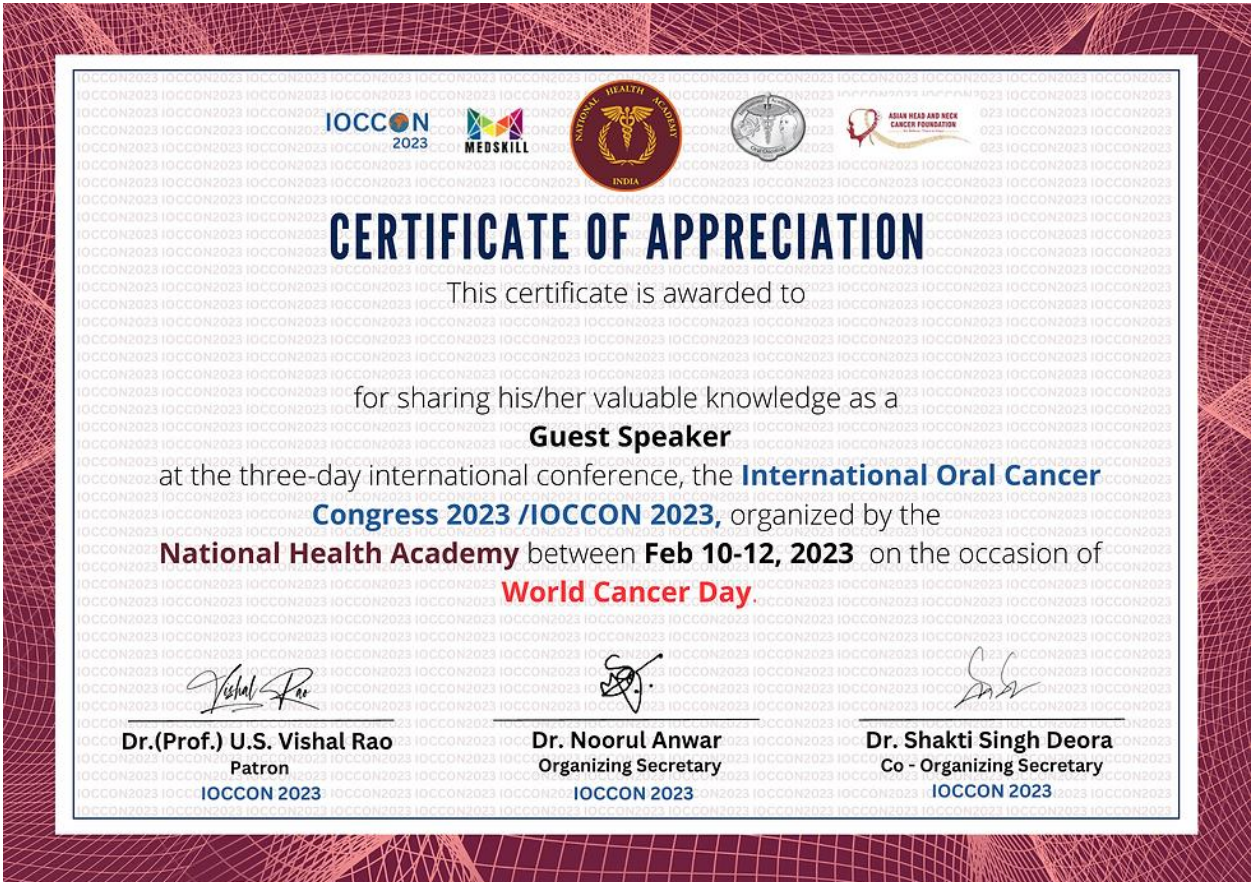 IOCCON
2023
MEDSKILL
NATIONAL HEALTH ACADEMY
INDIA
ASIAN HEAD AND NECK
CANCER FOUNDATION
CERTIFICATE OF APPRECIATION
This certificate is awarded to
for sharing his/her valuable knowledge as a
Guest Speaker
at the three-day international conference, the International Oral Cancer
Congress 2023 /IOCCON 2023, organized by the
National Health Academy between Feb 10-12, 2023 on the occasion of
World Cancer Day.
Vishal Rao
Dr.(Prof.) U.S. Vishal Rao
Patron
IOCCON 2023
Dr. Noorul Anwar
Organizing Secretary
IOCCON 2023
Dr. Shakti Singh Deora
Co - Organizing Secretary
IOCCON 2023